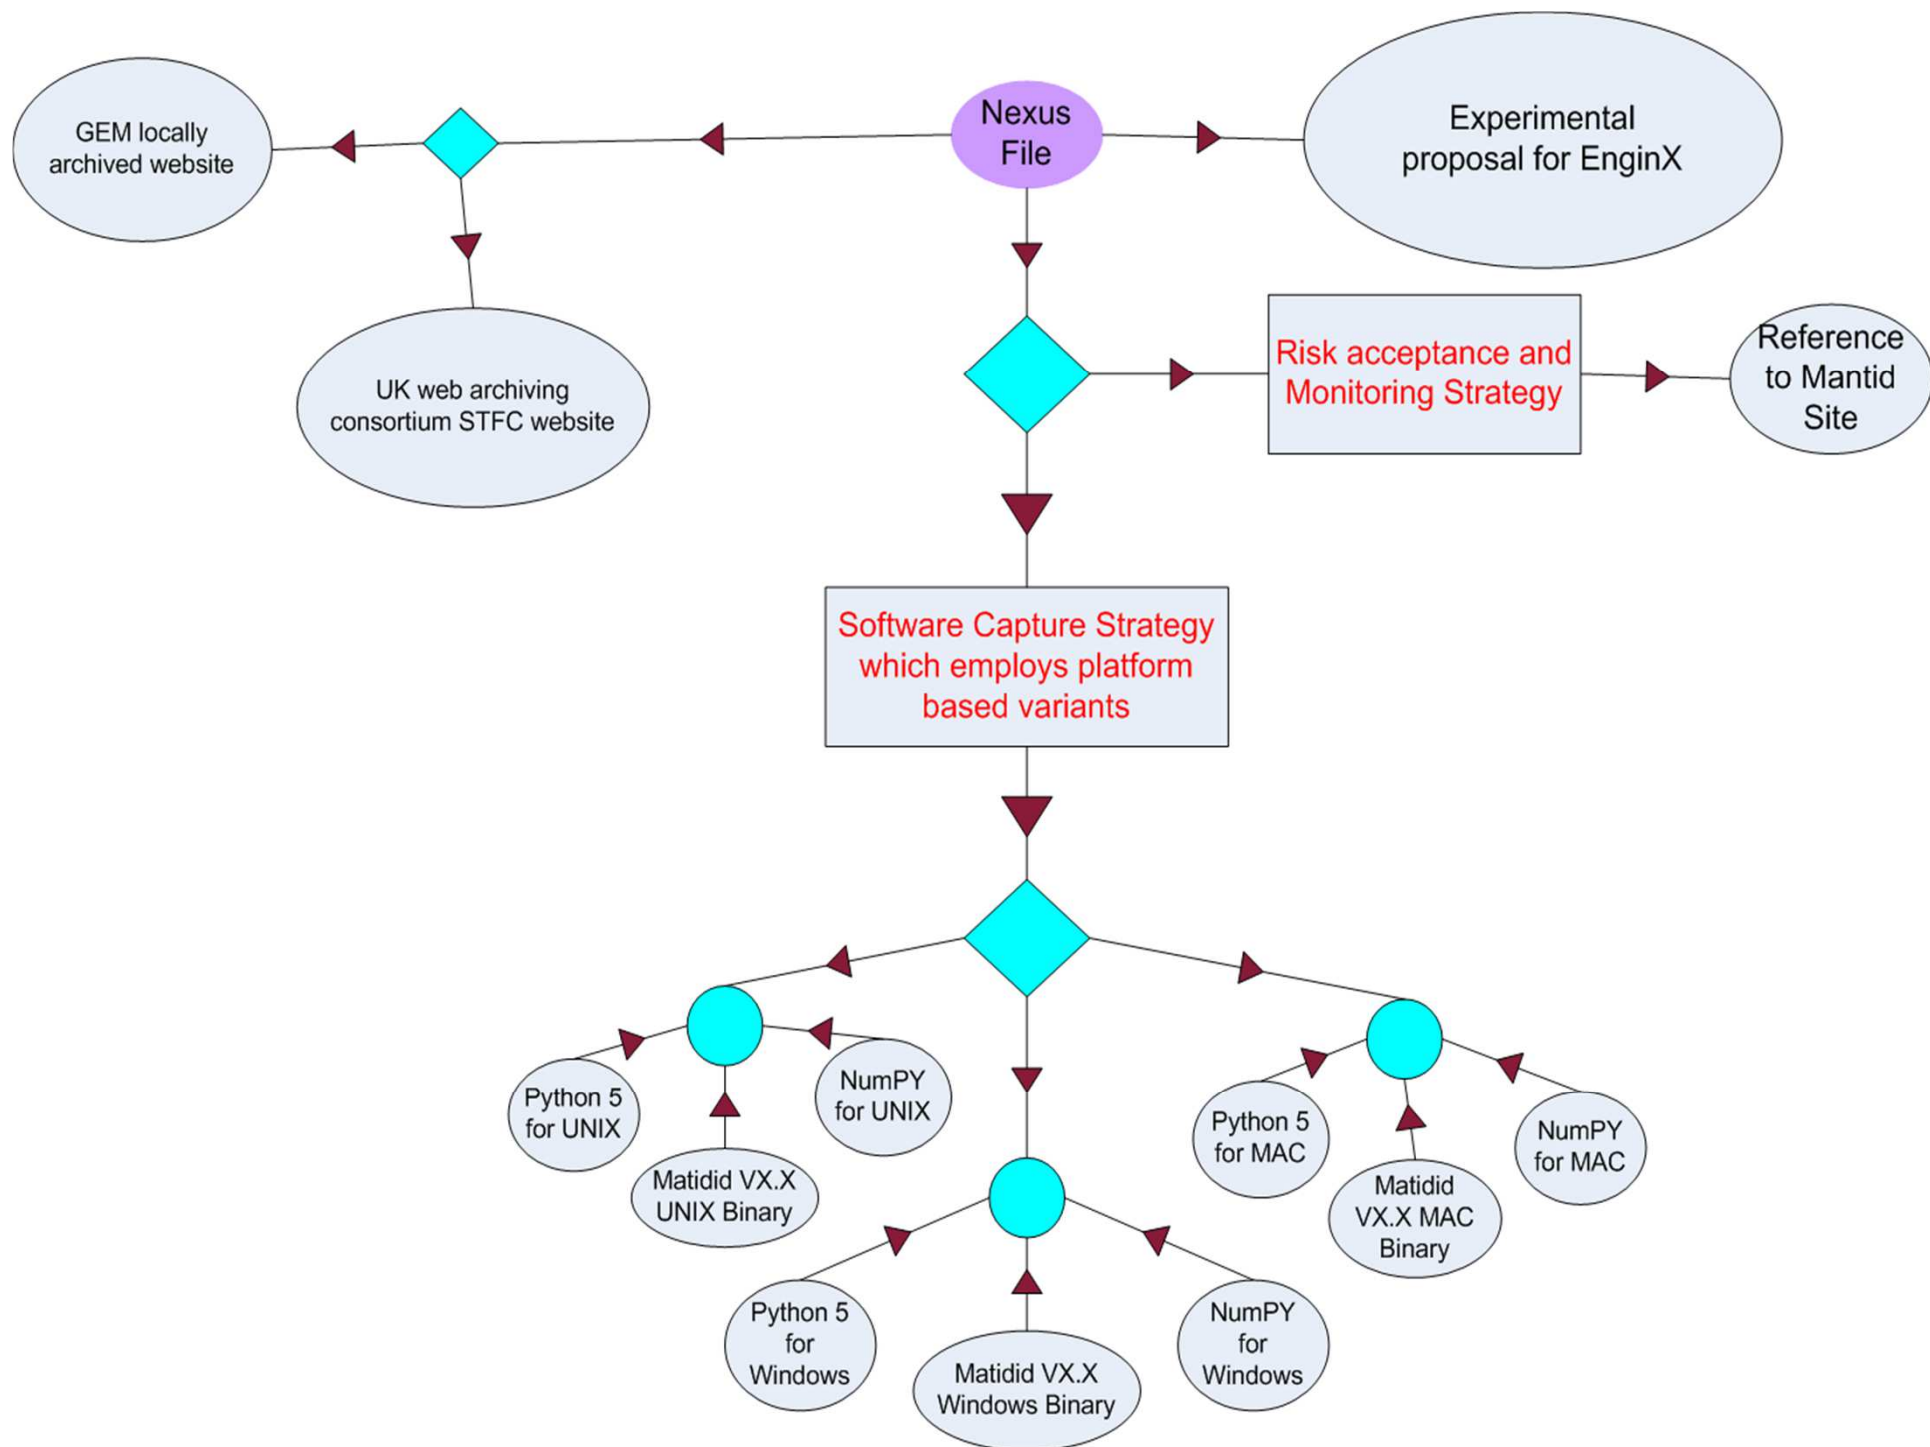 GEM locally
archived website
Nexus
File
Experimental
proposal for EnginX
UK web archiving
consortium STFC website
Risk acceptance and
Monitoring Strategy
Reference
to Mantid
Site
Software Capture Strategy
which employs platform
based variants
Python 5
for UNIX
Matidid VX.X
UNIX Binary
NumPY
for UNIX
Python 5
for
Windows
Matidid VX.X
Windows Binary
NumPY
for
Windows
Python 5
for MAC
Matidid
VX.X MAC
Binary
NumPY
for MAC